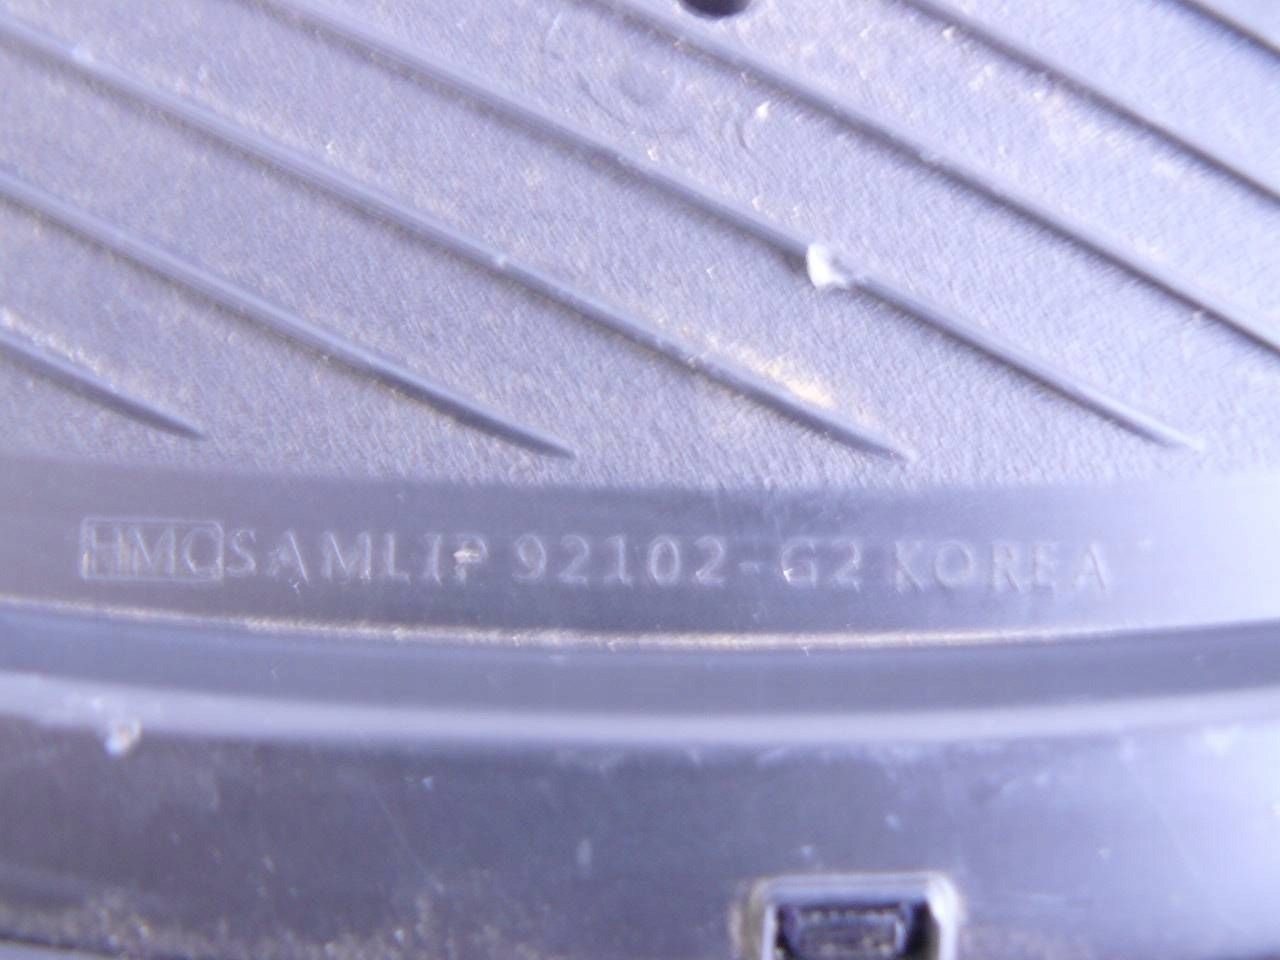 HMC SAMLIP 92102-G2 KOREA